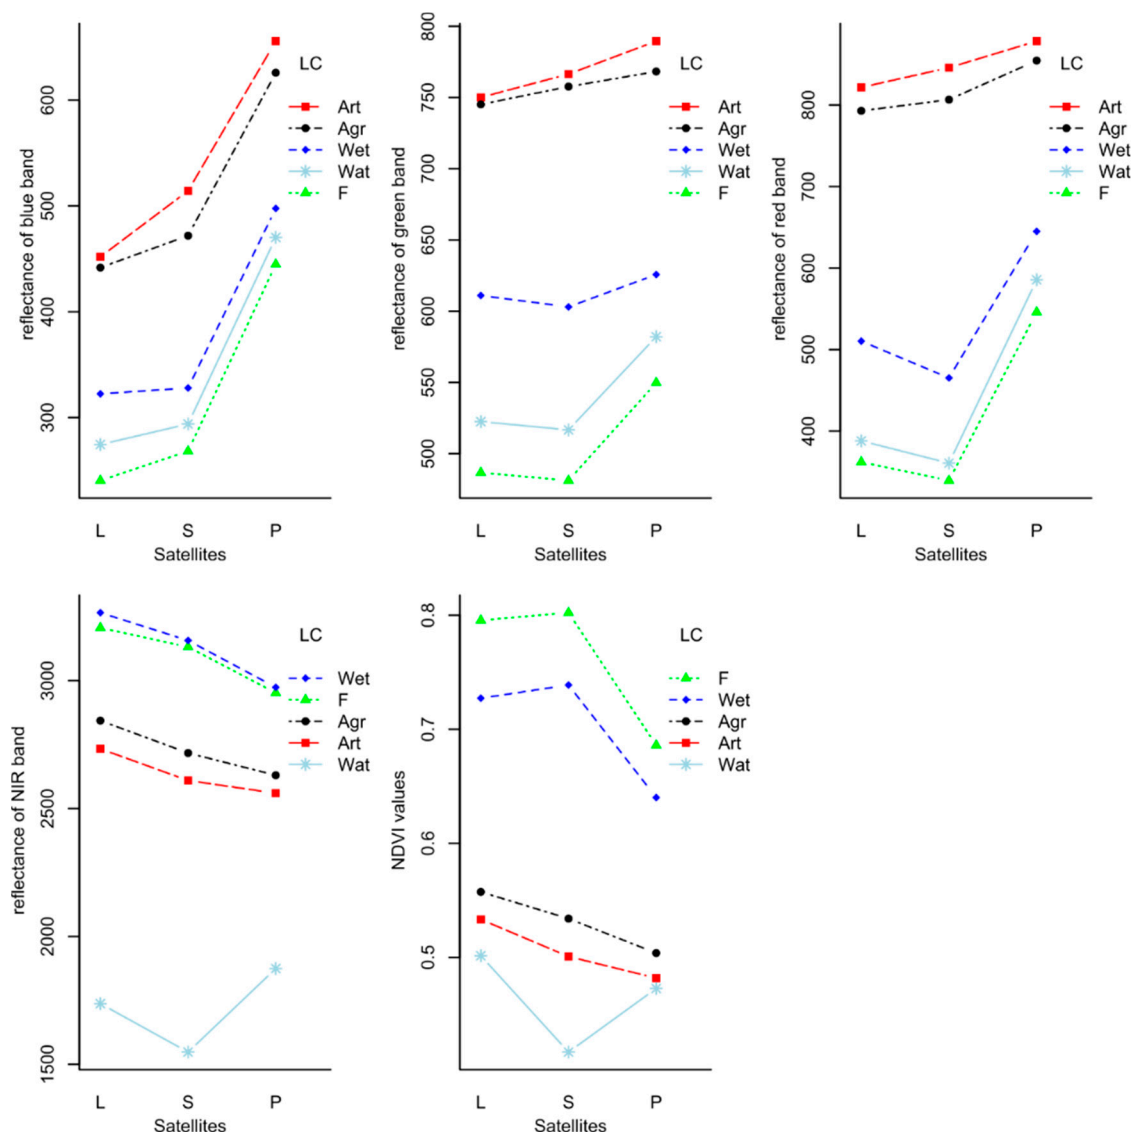 reflectance of blue band
300
400
500
600
LC
Art
Agr
Wet
Wat
F
L S P
Satellites
reflectance of green band
500
550
600
650
700
750
800
LC
Art
Agr
Wet
Wat
F
L S P
Satellites
reflectance of red band
400
500
600
700
800
LC
Art
Agr
Wet
Wat
F
L S P
Satellites
reflectance of NIR band
1500
2000
2500
3000
LC
Wet
F
Agr
Art
Wat
L S P
Satellites
NDVI values
0.5
0.6
0.7
0.8
LC
F
Wet
Agr
Art
Wat
L S P
Satellites